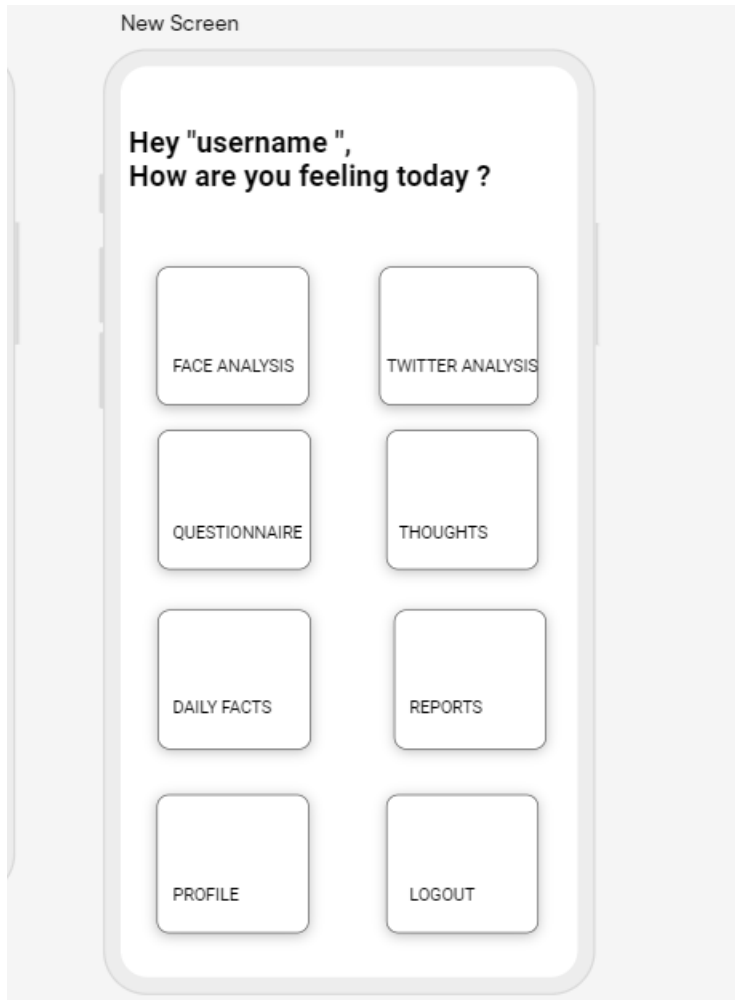 New Screen
Hey "username ",
How are you feeling today ?
FACE ANALYSIS
TWITTER ANALYSIS
QUESTIONNAIRE
THOUGHTS
DAILY FACTS
REPORTS
PROFILE
LOGOUT